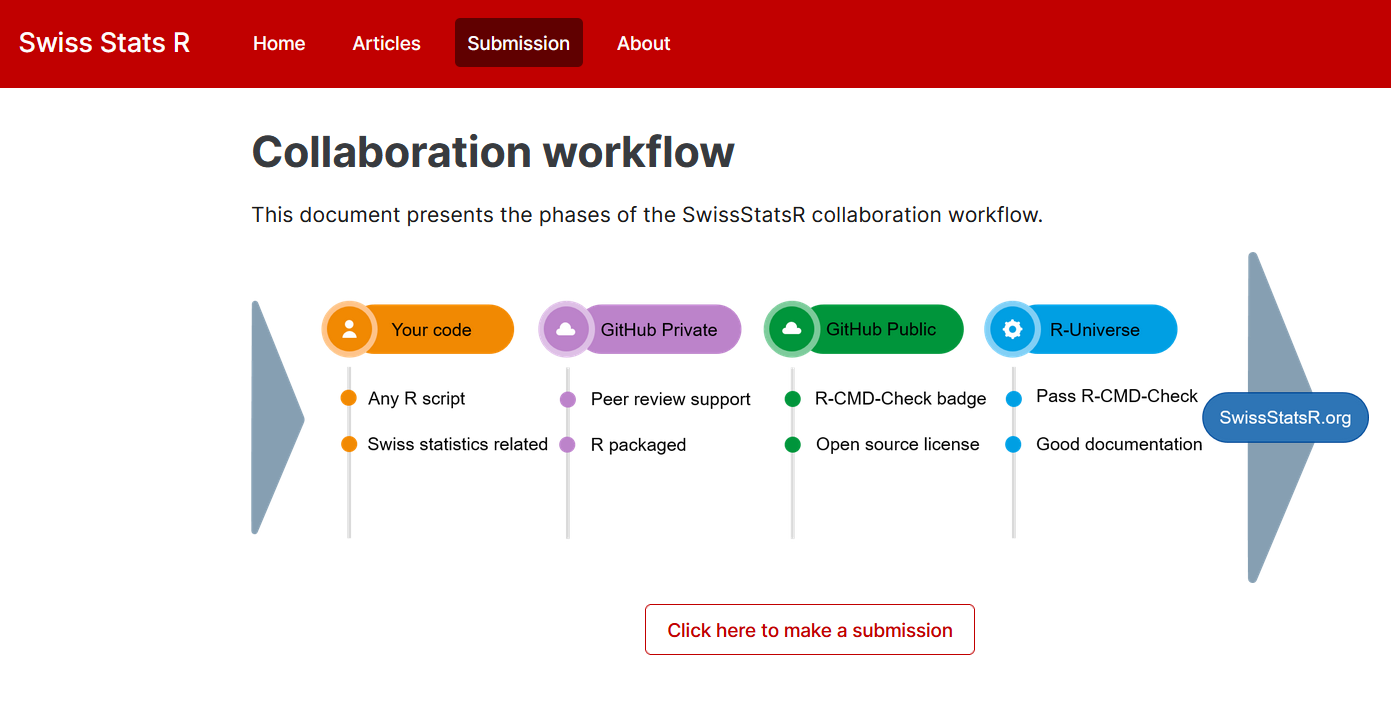 Swiss Stats R Home Articles Submission About
Collaboration workflow
This document presents the phases of the SwissStatsR collaboration workflow.
Your code
Any R script
Swiss statistics related
GitHub Private
Peer review support
R packaged
GitHub Public
R-CMD-Check badge
Open source license
R-Universe
Pass R-CMD-Check
Good documentation
SwissStatsR.org
Click here to make a submission